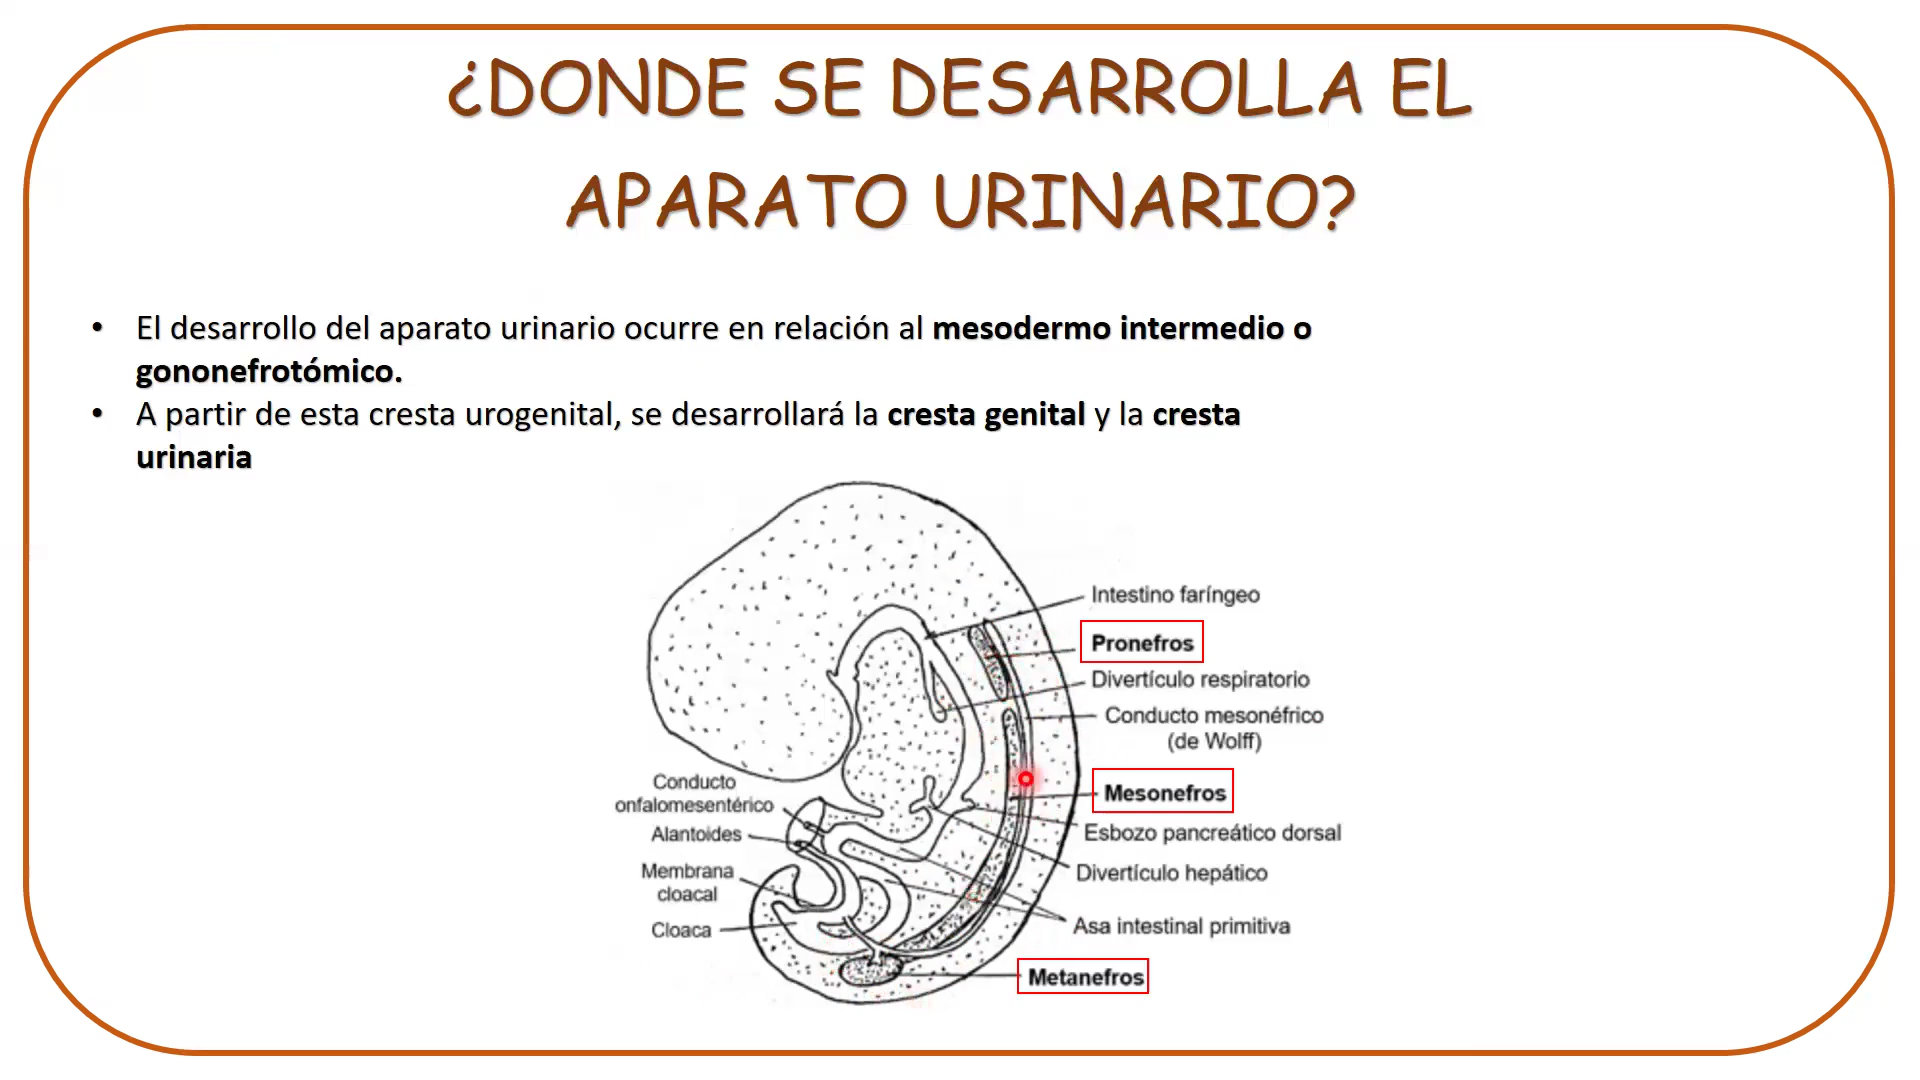 ¿DONDE SE DESARROLLA EL
APARATO URINARIO?
• El desarrollo del aparato urinario ocurre en relación al mesodermo intermedio o
gononefrotómico.
• A partir de esta cresta urogenital, se desarrollará la cresta genital y la cresta
urinaria
Intestino faríngeo
Pronefros
Divertículo respiratorio
Conducto mesonéfrico
(de Wolff)
Mesonefros
Esbozo pancreático dorsal
Divertículo hepático
Asa intestinal primitiva
Metanefros
Conducto
onfalomesentérico
Alantoides
Membrana
cloacal
Cloaca